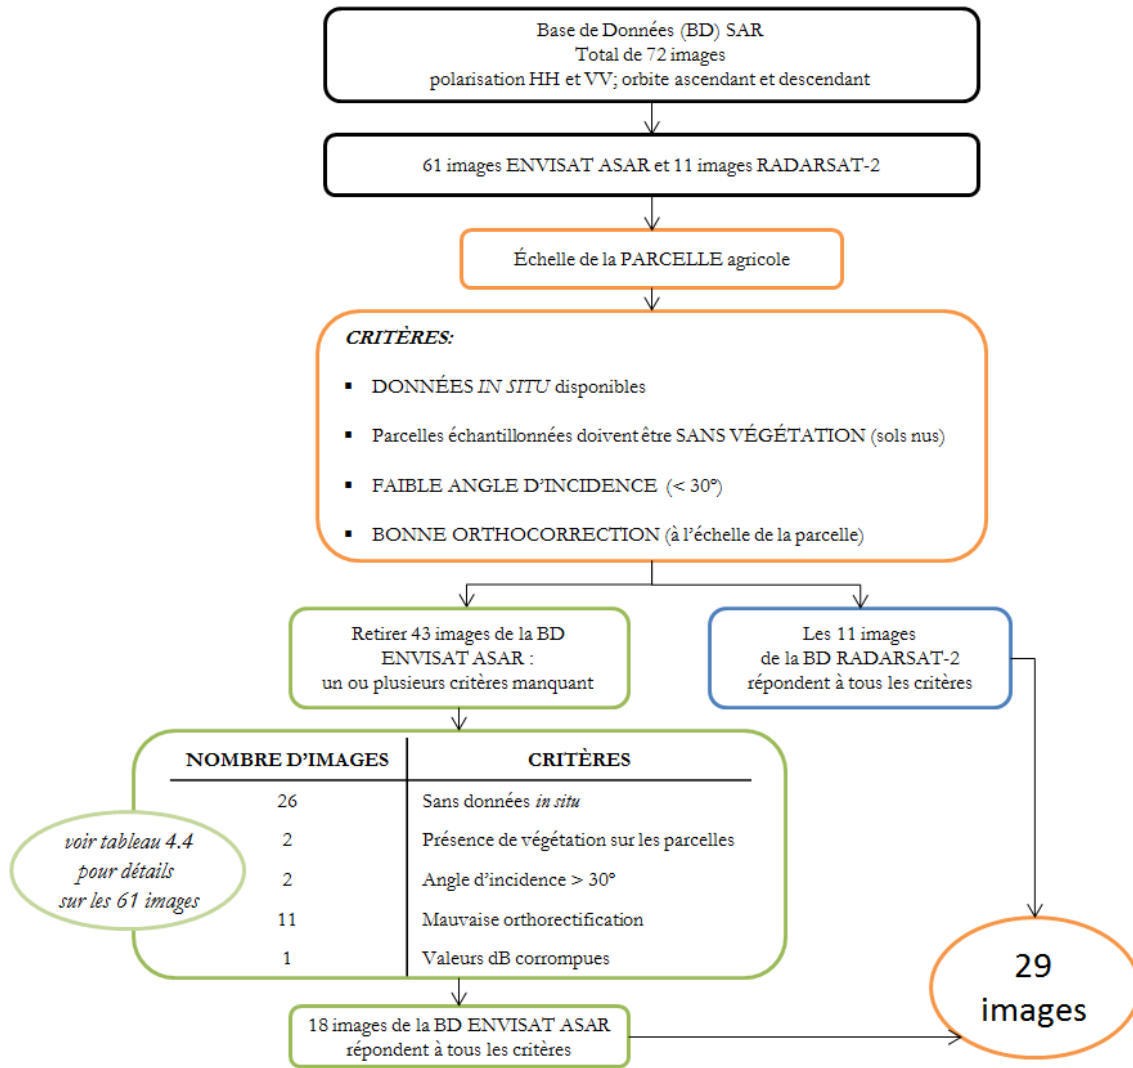 Base de Données (BD) SAR
Total de 72 images
polarisation HH et VV; orbite ascendant et descendant
61 images ENVISAT ASAR et 11 images RADARSAT-2
Échelle de la PARCELLE agricole
CRITÈRES:
▪ DONNÉES IN SITU disponibles
▪ Parcelles échantillonnées doivent être SANS VÉGÉTATION (sols nus)
▪ FAIBLE ANGLE D'INCIDENCE (< 30°)
▪ BONNE ORTHOCORRECTION (à l'échelle de la parcelle)
Retirer 43 images de la BD
ENVISAT ASAR :
un ou plusieurs critères manquant
Les 11 images
de la BD RADARSAT-2
répondent à tous les critères
NOMBRE D'IMAGES CRITÈRES
26 Sans données in situ
2 Présence de végétation sur les parcelles
2 Angle d'incidence > 30°
11 Mauvaise orthorectification
1 Valeurs dB corrompues
voir tableau 4.4
pour détails
sur les 61 images
18 images de la BD ENVISAT ASAR
répondent à tous les critères
29
images